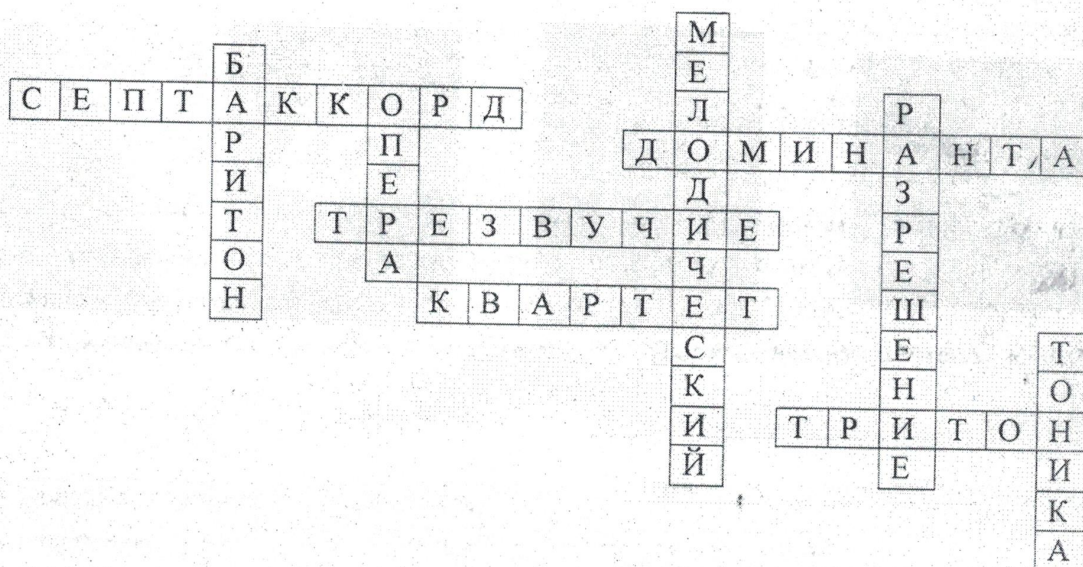 МЕЛОДИЧЕСКИЙ
БАРИТОН
СЕПТАККОРД
ОПЕРА
РАЗРЕШЕНИЕ
ДОМИНАНТА
ТРЕЗВУЧИЕ
КВАРТЕТ
ТОНИКА
ТРИТОН